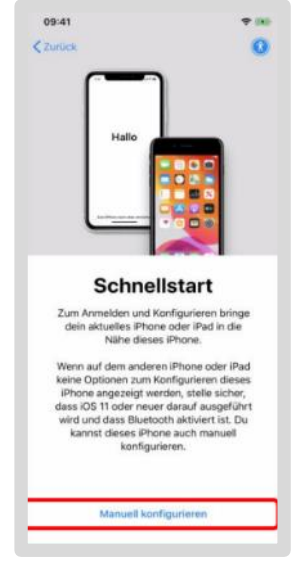 09:41
Zurück
Hallo
Schnellstart
Zum Anmelden und Konfigurieren bringe
dein aktuelles iPhone oder iPad in die
Nähe dieses iPhone.
Wenn auf dem anderen iPhone oder iPad
keine Optionen zum Konfigurieren dieses
iPhone angezeigt werden, stelle sicher,
dass iOS 11 oder neuer darauf ausgeführt
wird und dass Bluetooth aktiviert ist. Du
kannst dieses iPhone auch manuell
konfigurieren.
Manuell konfigurieren